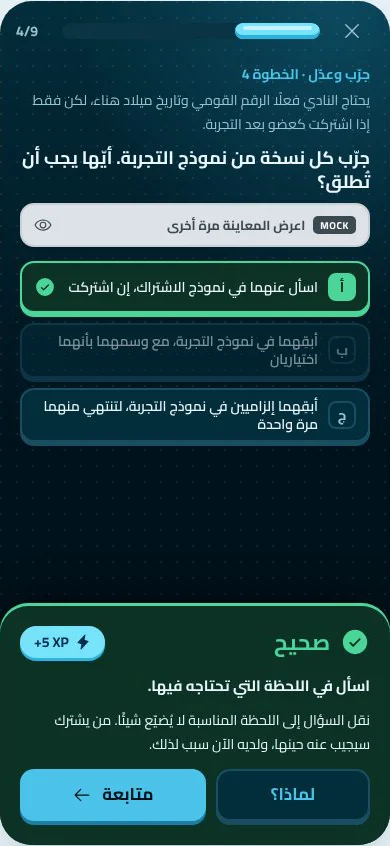 4/9
جرّب وعدّل · الخطوة 4
يحتاج النادي فعلًا الرقم القومي وتاريخ ميلاد هناء، لكن فقط
إذا اشتركت كعضو بعد التجربة.
جرّب كل نسخة من نموذج التجربة. أيّها يجب أن
تُطلق؟
MOCK اعرض المعاينة مرة أخرى
أ اسأل عنهما في نموذج الاشتراك، إن اشتركت
ب أبقِهما في نموذج التجربة، مع وسمهما بأنهما
اختياريان
ج أبقِهما إلزاميين في نموذج التجربة، لتنتهي منهما
مرة واحدة
صحيح
+5 XP
اسأل في اللحظة التي تحتاجه فيها.
نقل السؤال إلى اللحظة المناسبة لا يُضيّع شيئًا. من يشترك
سيجيب عنه حينها، ولديه الآن سبب لذلك.
لماذا؟
متابعة